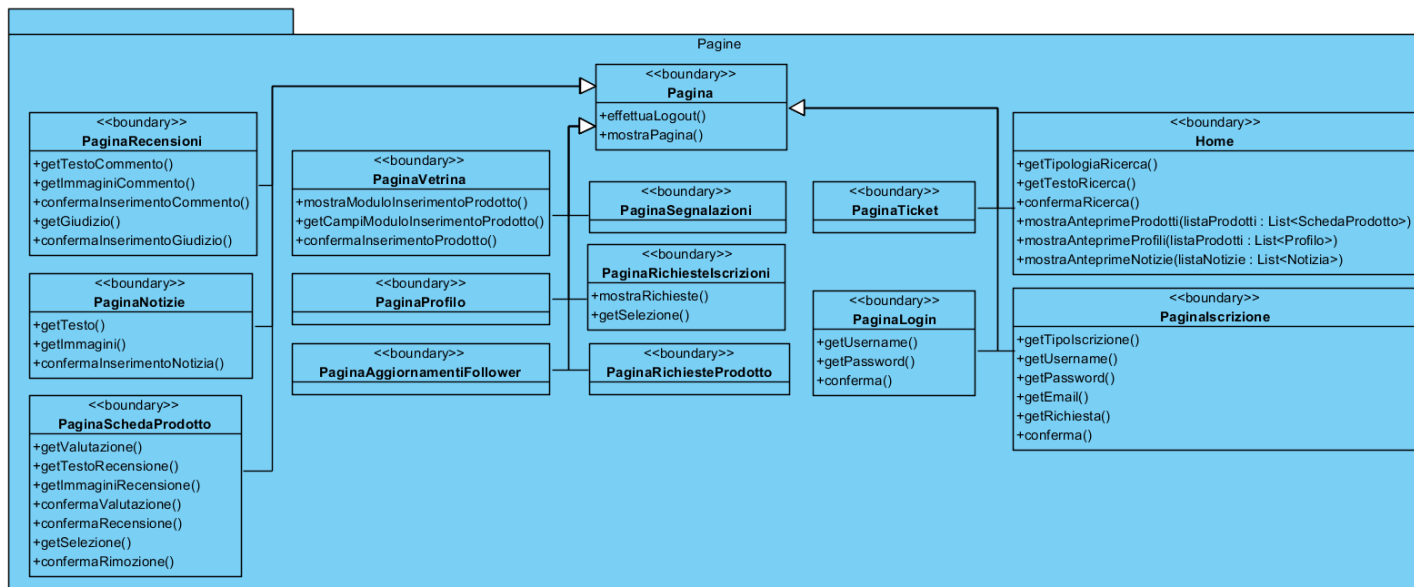 Pagine
<<boundary>>
Pagina
+effettuaLogout()
+mostraPagina()
<<boundary>>
PaginaRecensioni
+getTestoCommento()
+getImmaginiCommento()
+confermaInserimentoCommento()
+getGiudizio()
+confermaInserimentoGiudizio()
<<boundary>>
PaginaVetrina
+mostraModuloInserimentoProdotto()
+getCampiModuloInserimentoProdotto()
+confermaInserimentoProdotto()
<<boundary>>
PaginaSegnalazioni
<<boundary>>
PaginaTicket
<<boundary>>
Home
+getTipologiaRicerca()
+getTestoRicerca()
+confermaRicerca()
+mostraAnteprimeProdotti(listaProdotti : List<SchedaProdotto>)
+mostraAnteprimeProfili(listaProdotti : List<Profilo>)
+mostraAnteprimeNotizie(listaNotizie : List<Notizia>)
<<boundary>>
PaginaNotizie
+getTesto()
+getImmagini()
+confermaInserimentoNotizia()
<<boundary>>
PaginaProfilo
<<boundary>>
PaginaRichiesteIscrizioni
+mostraRichieste()
+getSelezione()
<<boundary>>
PaginaLogin
+getUsername()
+getPassword()
+conferma()
<<boundary>>
PaginaIscrizione
+getTipoIscrizione()
+getUsername()
+getPassword()
+getEmail()
+getRichiesta()
+conferma()
<<boundary>>
PaginaAggiornamentiFollower
<<boundary>>
PaginaRichiesteProdotto
<<boundary>>
PaginaSchedaProdotto
+getValutazione()
+getTestoRecensione()
+getImmaginiRecensione()
+confermaValutazione()
+confermaRecensione()
+getSelezione()
+confermaRimozione()